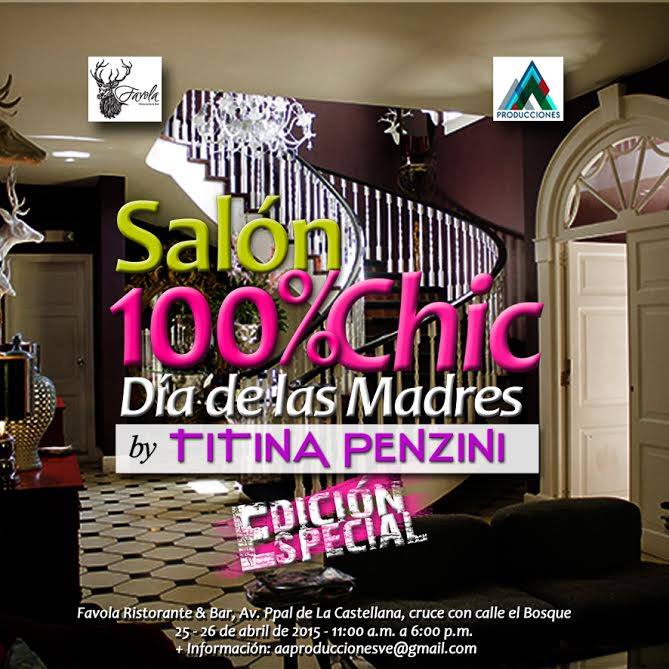 Favola
PRODUCCIONES
Salón
100%Chic
Día de las Madres
by TITINA PENZINI
EDICIÓN
ESPECIAL
Favola Ristorante & Bar, Av. Ppal de La Castellana, cruce con calle el Bosque
25 - 26 de abril de 2015 - 11:00 a.m. a 6:00 p.m.
+ Información: aaproduccionesve@gmail.com